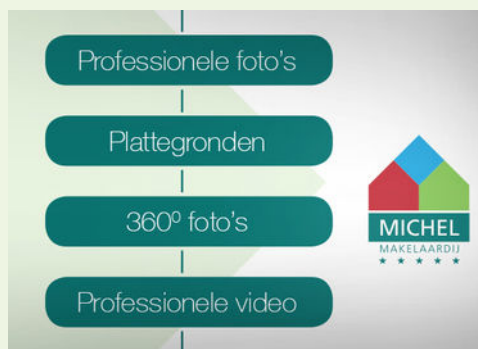 Professionele foto's
Plattegronden
360º foto's
Professionele video
MICHEL
MAKELAARDIJ